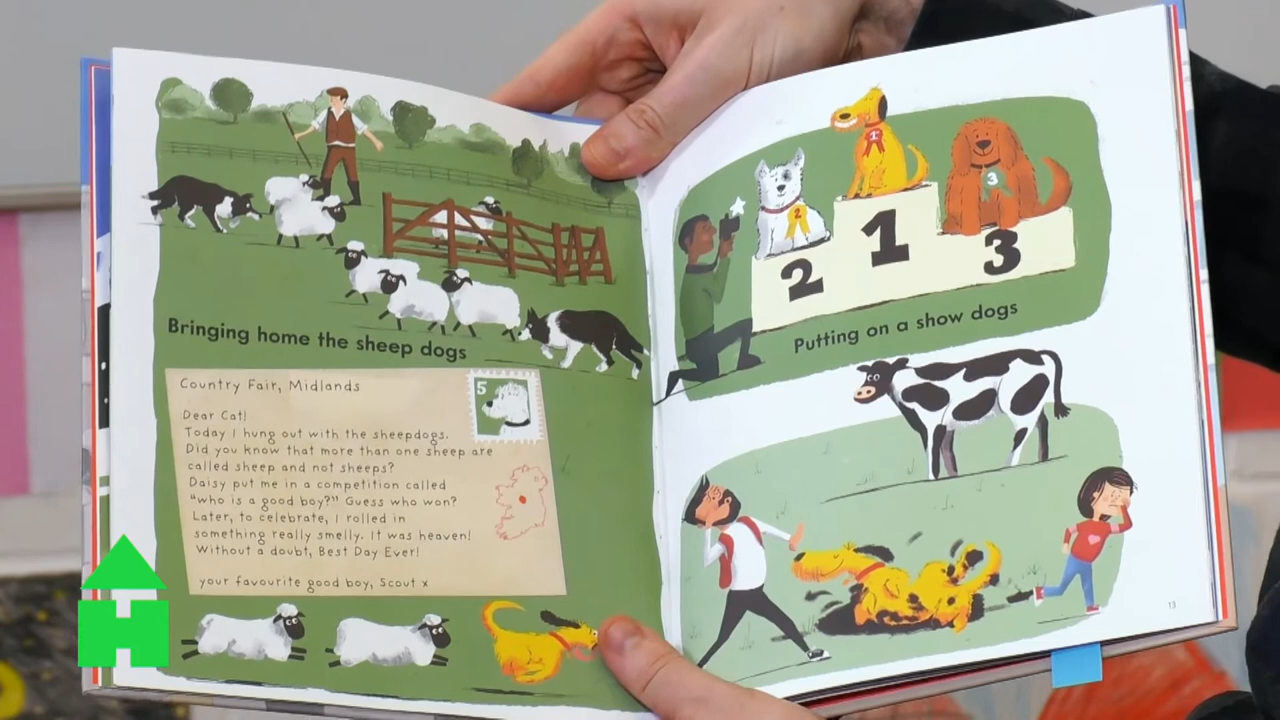 Bringing home the sheep dogs
Country Fair, Midlands
5
Dear Cat!
Today I hung out with the sheepdogs.
Did you know that more than one sheep are
called sheep and not sheeps?
Daisy put me in a competition called
"who is a good boy?" Guess who won?
Later, to celebrate, I rolled in
something really smelly. It was heaven!
Without a doubt, Best Day Ever!
your favourite good boy, Scout x
1
2
3
2
1
3
Putting on a show dogs
13
H